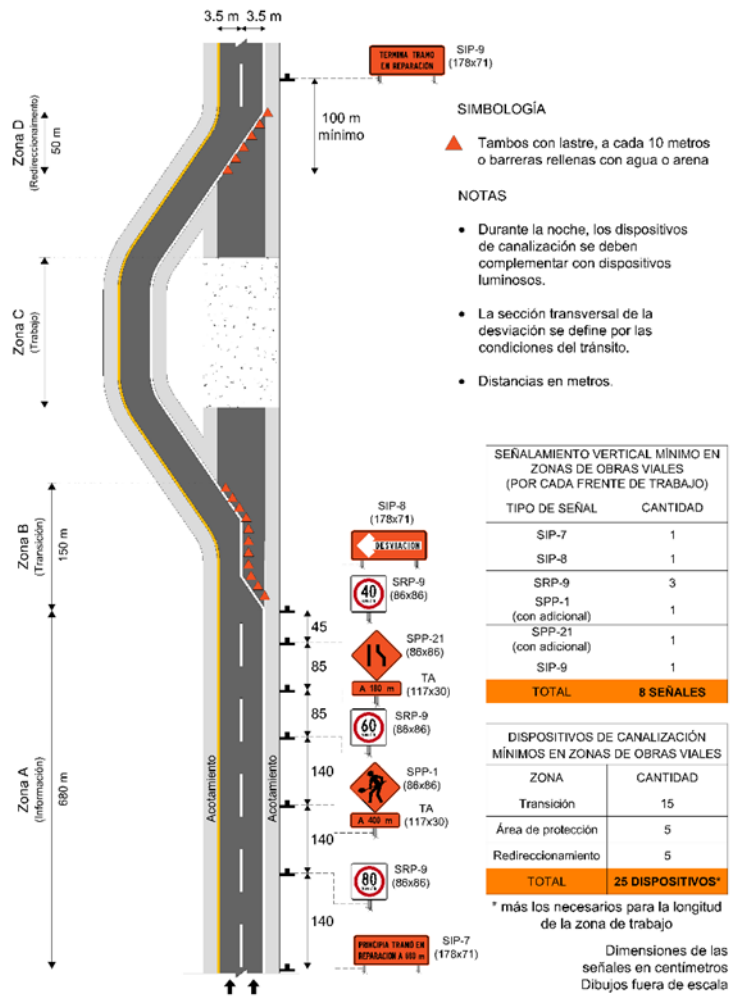 3.5 m 3.5 m
TERMINA TRAMO
EN REPARACIÓN
SIP-9
(178x71)
100 m
mínimo
Zona D
(Redireccionaimento)
50 m
SIMBOLOGÍA
Tambos con lastre, a cada 10 metros
o barreras rellenas con agua o arena
NOTAS
• Durante la noche, los dispositivos
de canalización se deben
complementar con dispositivos
luminosos.
• La sección transversal de la
desviación se define por las
condiciones del tránsito.
• Distancias en metros.
Zona C
(Trabajo)
Zona B
(Transición)
150 m
Zona A
(Información)
680 m
Acotamiento
Acotamiento
45
85
85
140
140
140
SIP-8
(178x71)
DESVIACIÓN
40
SRP-9
(86x86)
SPP-21
(86x86)
TA
(117x30)
A 180 m
60
SRP-9
(86x86)
SPP-1
(86x86)
TA
(117x30)
A 400 m
80
SRP-9
(86x86)
PRINCIPIA TRAMO EN
REPARACIÓN A m
SIP-7
(178x71)
SEÑALAMIENTO VERTICAL MÍNIMO EN
ZONAS DE OBRAS VIALES
(POR CADA FRENTE DE TRABAJO)
TIPO DE SEÑAL CANTIDAD
SIP-7 1
SIP-8 1
SRP-9 3
SPP-1
(con adicional) 1
SPP-21
(con adicional) 1
SIP-9 1
TOTAL 8 SEÑALES
DISPOSITIVOS DE CANALIZACIÓN
MÍNIMOS EN ZONAS DE OBRAS VIALES
ZONA CANTIDAD
Transición 15
Área de protección 5
Redireccionamiento 5
TOTAL 25 DISPOSITIVOS*
* más los necesarios para la longitud
de la zona de trabajo
Dimensiones de las
señales en centímetros
Dibujos fuera de escala